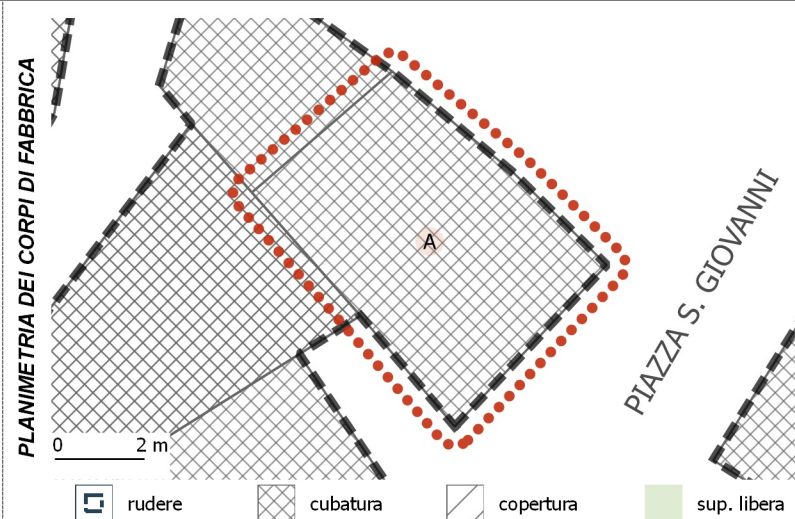 PLANIMETRIA DEI CORPI DI FABBRICA
A
PIAZZA S. GIOVANNI
0 2 m
rudere cubatura copertura sup. libera